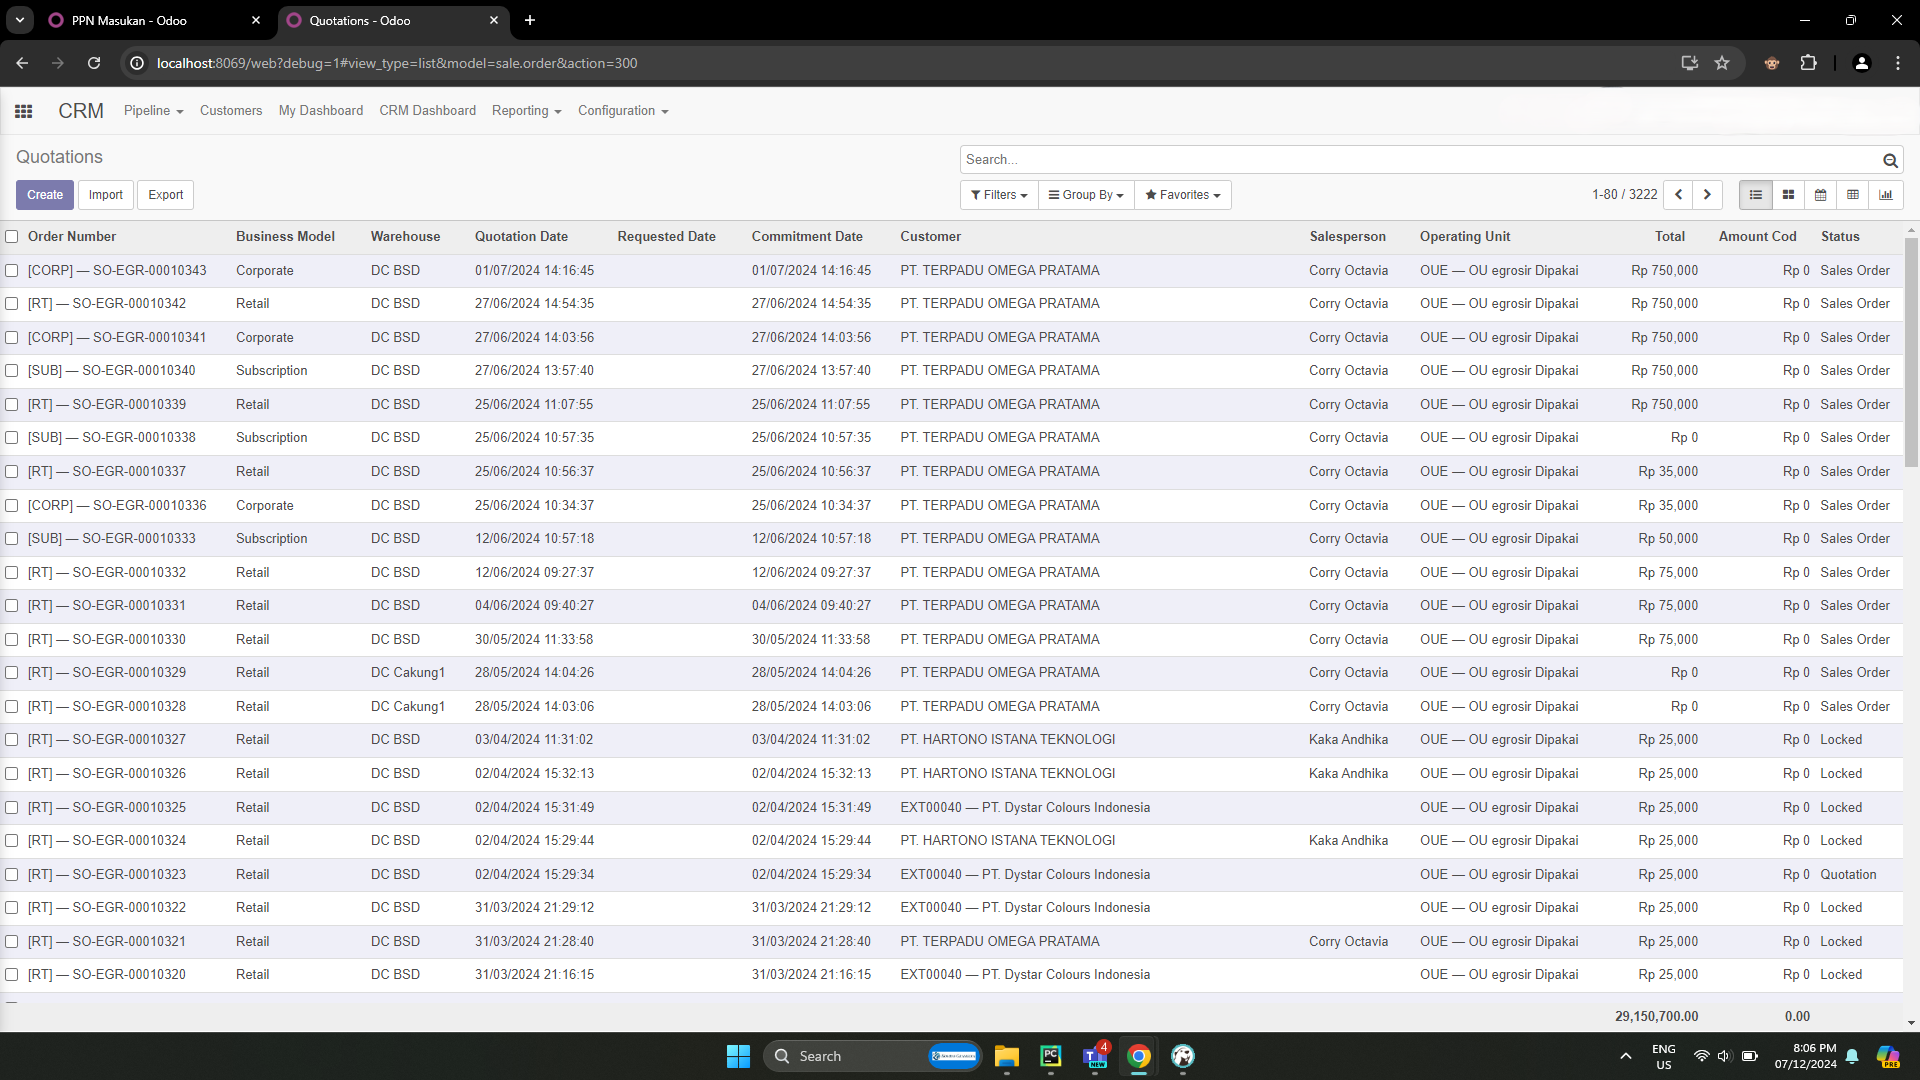 PPN Masukan - Odoo
Quotations - Odoo
localhost:8069/web?debug=1#view_type=list&model=sale.order&action=300
CRM Pipeline Customers My Dashboard CRM Dashboard Reporting Configuration
Quotations
Search...
Create Import Export
Filters Group By Favorites 1-80 / 3222
Order Number Business Model Warehouse Quotation Date Requested Date Commitment Date Customer Salesperson Operating Unit Total Amount Cod Status
[CORP] — SO-EGR-00010343 Corporate DC BSD 01/07/2024 14:16:45 01/07/2024 14:16:45 PT. TERPADU OMEGA PRATAMA Corry Octavia OUE — OU egrosir Dipakai Rp 750,000 Rp 0 Sales Order
[RT] — SO-EGR-00010342 Retail DC BSD 27/06/2024 14:54:35 27/06/2024 14:54:35 PT. TERPADU OMEGA PRATAMA Corry Octavia OUE — OU egrosir Dipakai Rp 750,000 Rp 0 Sales Order
[CORP] — SO-EGR-00010341 Corporate DC BSD 27/06/2024 14:03:56 27/06/2024 14:03:56 PT. TERPADU OMEGA PRATAMA Corry Octavia OUE — OU egrosir Dipakai Rp 750,000 Rp 0 Sales Order
[SUB] — SO-EGR-00010340 Subscription DC BSD 27/06/2024 13:57:40 27/06/2024 13:57:40 PT. TERPADU OMEGA PRATAMA Corry Octavia OUE — OU egrosir Dipakai Rp 750,000 Rp 0 Sales Order
[RT] — SO-EGR-00010339 Retail DC BSD 25/06/2024 11:07:55 25/06/2024 11:07:55 PT. TERPADU OMEGA PRATAMA Corry Octavia OUE — OU egrosir Dipakai Rp 750,000 Rp 0 Sales Order
[SUB] — SO-EGR-00010338 Subscription DC BSD 25/06/2024 10:57:35 25/06/2024 10:57:35 PT. TERPADU OMEGA PRATAMA Corry Octavia OUE — OU egrosir Dipakai Rp 0 Rp 0 Sales Order
[RT] — SO-EGR-00010337 Retail DC BSD 25/06/2024 10:56:37 25/06/2024 10:56:37 PT. TERPADU OMEGA PRATAMA Corry Octavia OUE — OU egrosir Dipakai Rp 35,000 Rp 0 Sales Order
[CORP] — SO-EGR-00010336 Corporate DC BSD 25/06/2024 10:34:37 25/06/2024 10:34:37 PT. TERPADU OMEGA PRATAMA Corry Octavia OUE — OU egrosir Dipakai Rp 35,000 Rp 0 Sales Order
[SUB] — SO-EGR-00010333 Subscription DC BSD 12/06/2024 10:57:18 12/06/2024 10:57:18 PT. TERPADU OMEGA PRATAMA Corry Octavia OUE — OU egrosir Dipakai Rp 50,000 Rp 0 Sales Order
[RT] — SO-EGR-00010332 Retail DC BSD 12/06/2024 09:27:37 12/06/2024 09:27:37 PT. TERPADU OMEGA PRATAMA Corry Octavia OUE — OU egrosir Dipakai Rp 75,000 Rp 0 Sales Order
[RT] — SO-EGR-00010331 Retail DC BSD 04/06/2024 09:40:27 04/06/2024 09:40:27 PT. TERPADU OMEGA PRATAMA Corry Octavia OUE — OU egrosir Dipakai Rp 75,000 Rp 0 Sales Order
[RT] — SO-EGR-00010330 Retail DC BSD 30/05/2024 11:33:58 30/05/2024 11:33:58 PT. TERPADU OMEGA PRATAMA Corry Octavia OUE — OU egrosir Dipakai Rp 75,000 Rp 0 Sales Order
[RT] — SO-EGR-00010329 Retail DC Cakung1 28/05/2024 14:04:26 28/05/2024 14:04:26 PT. TERPADU OMEGA PRATAMA Corry Octavia OUE — OU egrosir Dipakai Rp 0 Rp 0 Sales Order
[RT] — SO-EGR-00010328 Retail DC Cakung1 28/05/2024 14:03:06 28/05/2024 14:03:06 PT. TERPADU OMEGA PRATAMA Corry Octavia OUE — OU egrosir Dipakai Rp 0 Rp 0 Sales Order
[RT] — SO-EGR-00010327 Retail DC BSD 03/04/2024 11:31:02 03/04/2024 11:31:02 PT. HARTONO ISTANA TEKNOLOGI Kaka Andhika OUE — OU egrosir Dipakai Rp 25,000 Rp 0 Locked
[RT] — SO-EGR-00010326 Retail DC BSD 02/04/2024 15:32:13 02/04/2024 15:32:13 PT. HARTONO ISTANA TEKNOLOGI Kaka Andhika OUE — OU egrosir Dipakai Rp 25,000 Rp 0 Locked
[RT] — SO-EGR-00010325 Retail DC BSD 02/04/2024 15:31:49 02/04/2024 15:31:49 EXT00040 — PT. Dystar Colours Indonesia OUE — OU egrosir Dipakai Rp 25,000 Rp 0 Locked
[RT] — SO-EGR-00010324 Retail DC BSD 02/04/2024 15:29:44 02/04/2024 15:29:44 PT. HARTONO ISTANA TEKNOLOGI Kaka Andhika OUE — OU egrosir Dipakai Rp 25,000 Rp 0 Locked
[RT] — SO-EGR-00010323 Retail DC BSD 02/04/2024 15:29:34 02/04/2024 15:29:34 EXT00040 — PT. Dystar Colours Indonesia OUE — OU egrosir Dipakai Rp 25,000 Rp 0 Quotation
[RT] — SO-EGR-00010322 Retail DC BSD 31/03/2024 21:29:12 31/03/2024 21:29:12 EXT00040 — PT. Dystar Colours Indonesia OUE — OU egrosir Dipakai Rp 25,000 Rp 0 Locked
[RT] — SO-EGR-00010321 Retail DC BSD 31/03/2024 21:28:40 31/03/2024 21:28:40 PT. TERPADU OMEGA PRATAMA Corry Octavia OUE — OU egrosir Dipakai Rp 25,000 Rp 0 Locked
[RT] — SO-EGR-00010320 Retail DC BSD 31/03/2024 21:16:15 31/03/2024 21:16:15 EXT00040 — PT. Dystar Colours Indonesia OUE — OU egrosir Dipakai Rp 25,000 Rp 0 Locked
29,150,700.00 0.00
Search
PC
T
NEW
4
ENG
US
8:06 PM
07/12/2024
PRE